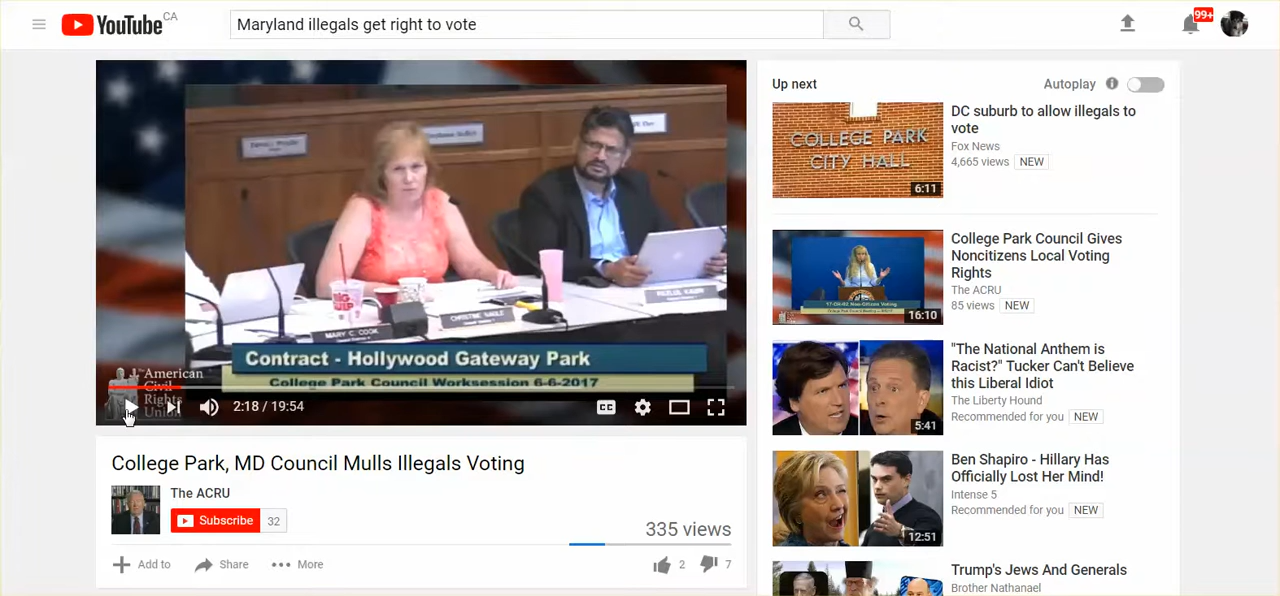 YouTube CA
Maryland illegals get right to vote
99+
BIG GULP
MARY C. COOK
CHRISTINE NAGLE
Contract - Hollywood Gateway Park
College Park Council Worksession 6-6-2017
American
Civil
Rights
Union
2:18 / 19:54
CC
College Park, MD Council Mulls Illegals Voting
The ACRU
Subscribe 32
335 views
Add to
Share
More
2
7
Up next
Autoplay
COLLEGE PARK
CITY HALL
6:11
DC suburb to allow illegals to
vote
Fox News
4,665 views NEW
16:10
College Park Council Gives
Noncitizens Local Voting
Rights
The ACRU
85 views NEW
5:41
"The National Anthem is
Racist?" Tucker Can't Believe
this Liberal Idiot
The Liberty Hound
Recommended for you NEW
12:51
Ben Shapiro - Hillary Has
Officially Lost Her Mind!
Intense 5
Recommended for you NEW
Trump's Jews And Generals
Brother Nathanael